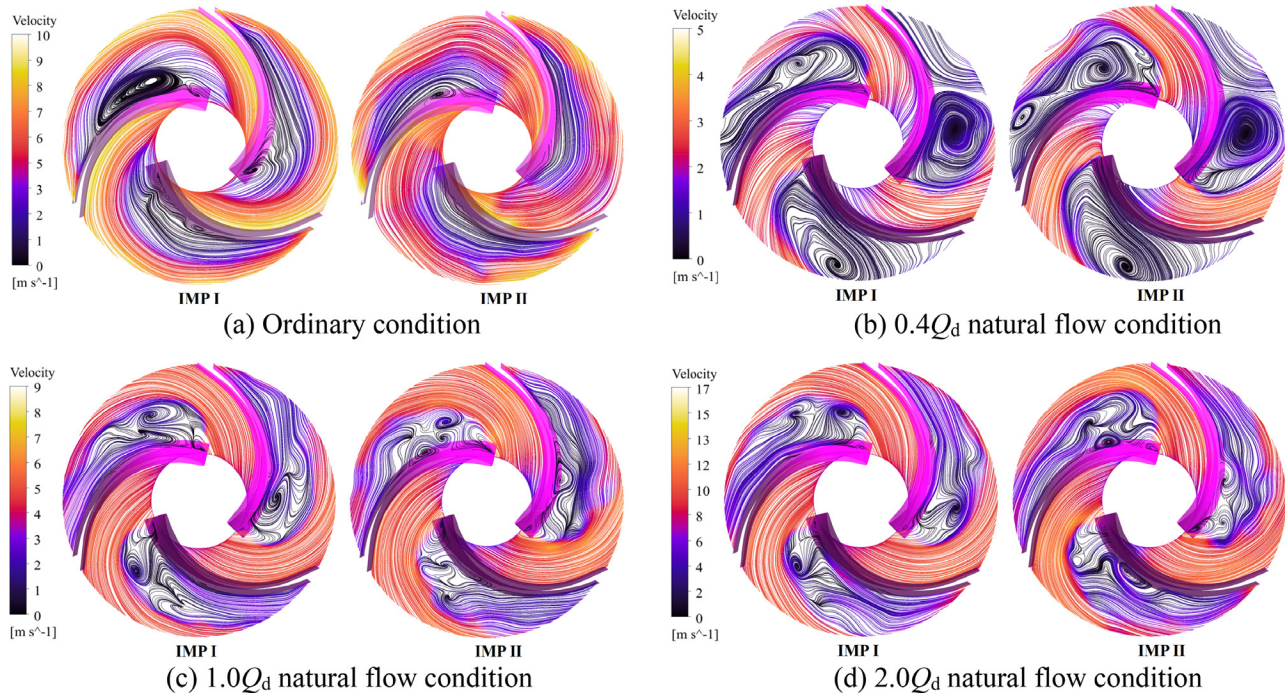 Velocity
10
9
8
7
6
5
4
3
2
1
0
[m s^-1]
IMP I
IMP II
(a) Ordinary condition
Velocity
5
4
3
2
1
0
[m s^-1]
IMP I
IMP II
(b) 0.4Qd natural flow condition
Velocity
9
8
7
6
5
4
3
2
1
0
[m s^-1]
IMP I
IMP II
(c) 1.0Qd natural flow condition
Velocity
17
15
13
12
10
8
7
6
5
3
2
0
[m s^-1]
IMP I
IMP II
(d) 2.0Qd natural flow condition